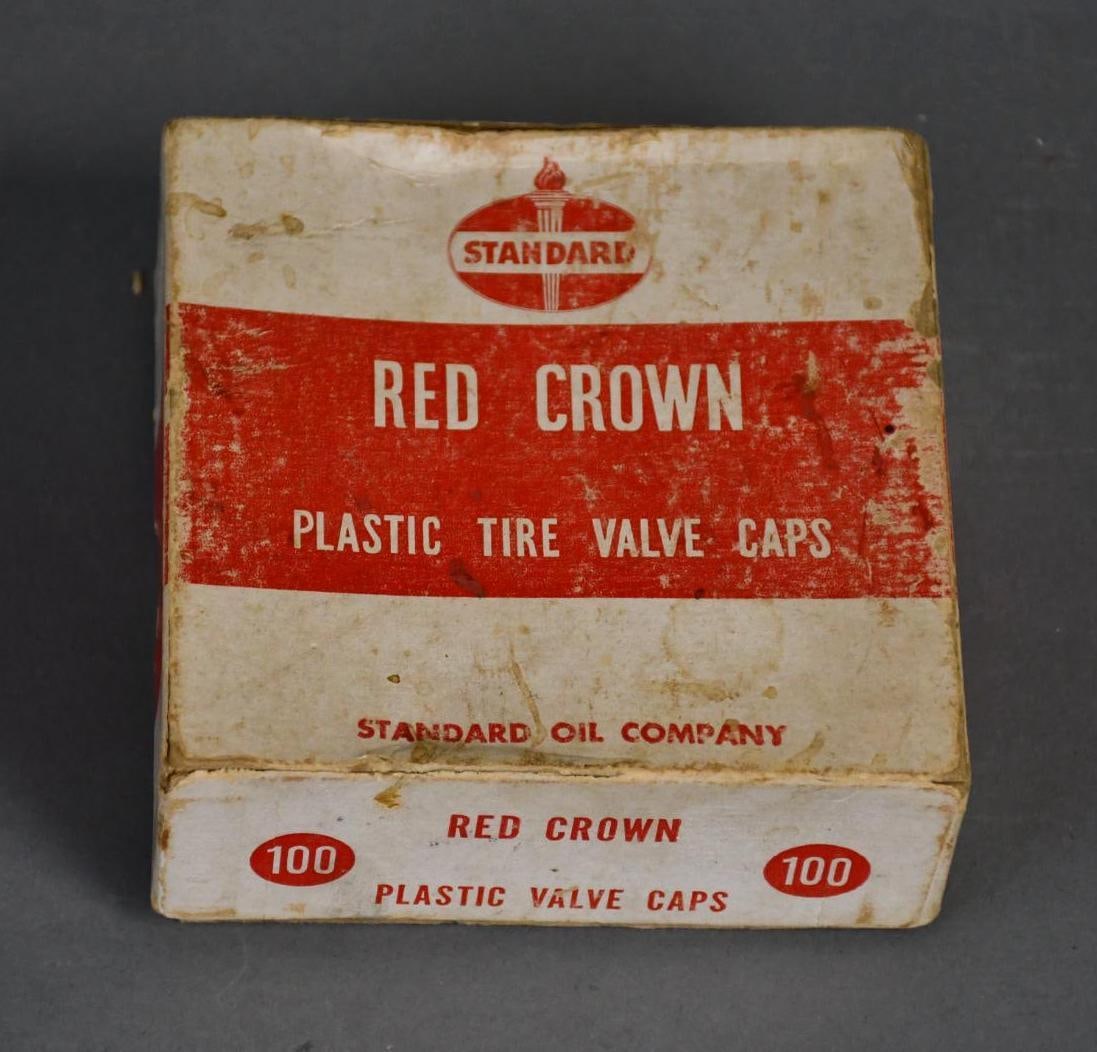 STANDARD
RED CROWN
PLASTIC TIRE VALVE CAPS
STANDARD OIL COMPANY
RED CROWN
100 100
PLASTIC VALVE CAPS